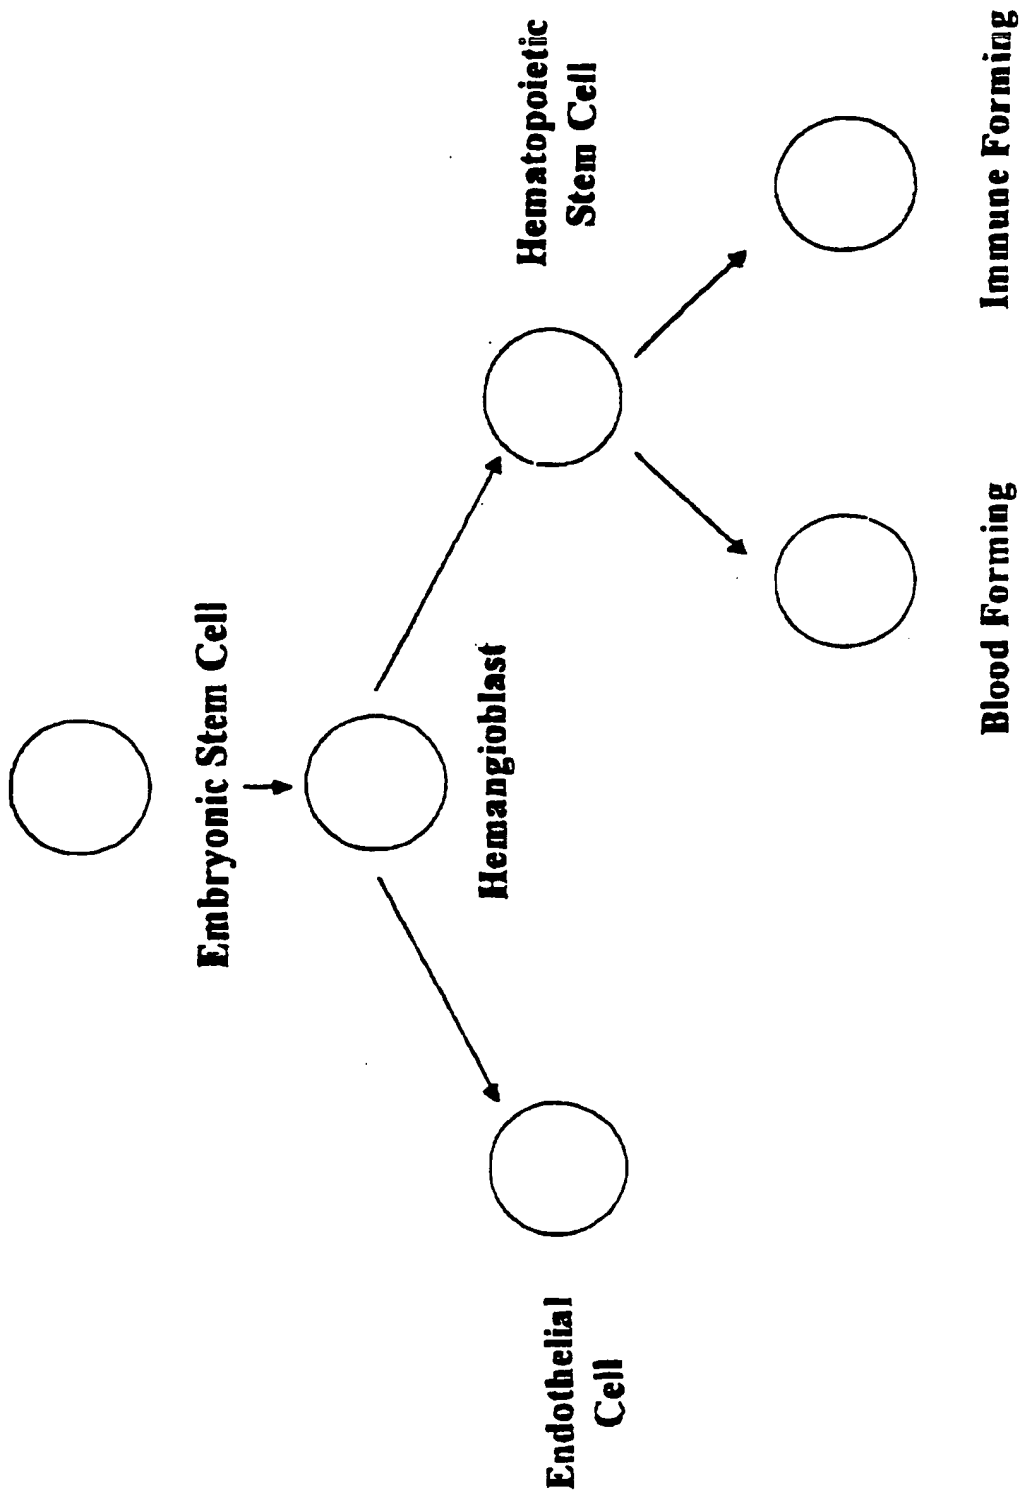 Embryonic Stem Cell
Hemangioblast
Endothelial
Cell
Hematopoietic
Stem Cell
Blood Forming
Immune Forming